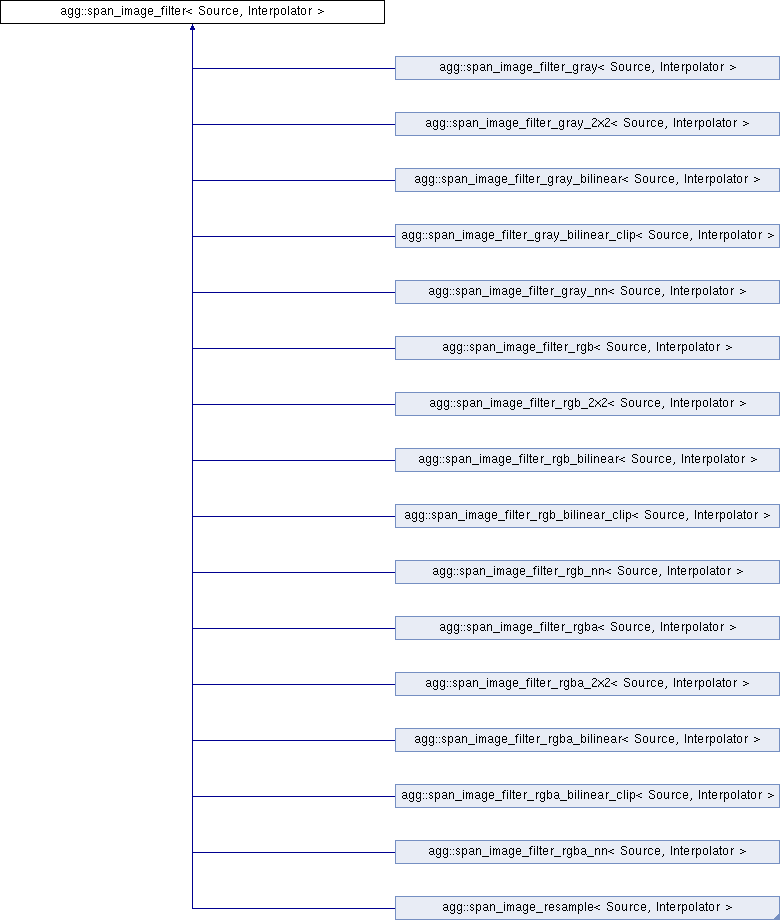 agg::span_image_filter< Source, Interpolator >
agg::span_image_filter_gray< Source, Interpolator >
agg::span_image_filter_gray_2x2< Source, Interpolator >
agg::span_image_filter_gray_bilinear< Source, Interpolator >
agg::span_image_filter_gray_bilinear_clip< Source, Interpolator >
agg::span_image_filter_gray_nn< Source, Interpolator >
agg::span_image_filter_rgb< Source, Interpolator >
agg::span_image_filter_rgb_2x2< Source, Interpolator >
agg::span_image_filter_rgb_bilinear< Source, Interpolator >
agg::span_image_filter_rgb_bilinear_clip< Source, Interpolator >
agg::span_image_filter_rgb_nn< Source, Interpolator >
agg::span_image_filter_rgba< Source, Interpolator >
agg::span_image_filter_rgba_2x2< Source, Interpolator >
agg::span_image_filter_rgba_bilinear< Source, Interpolator >
agg::span_image_filter_rgba_bilinear_clip< Source, Interpolator >
agg::span_image_filter_rgba_nn< Source, Interpolator >
agg::span_image_resample< Source, Interpolator >